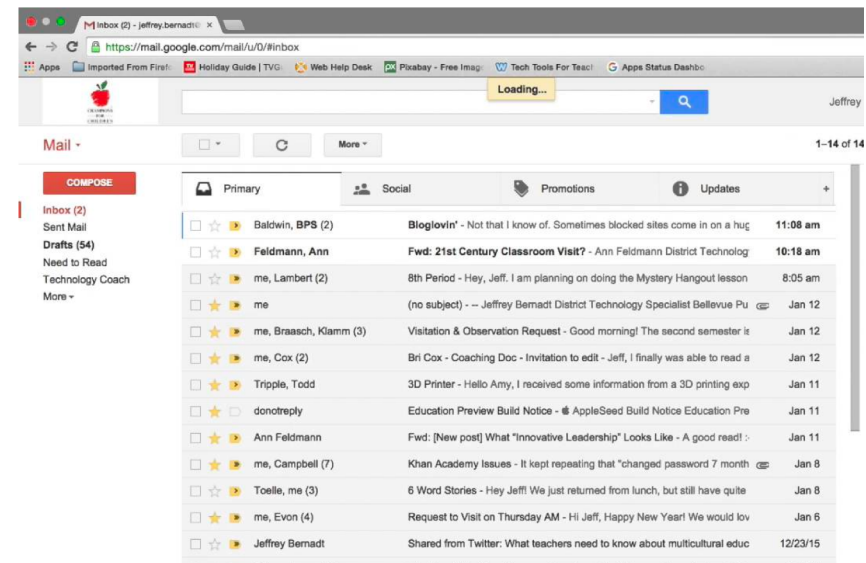 Inbox (2) - jeffrey.bernadt@
https://mail.google.com/mail/u/0/#inbox
Apps Imported From Firefo Holiday Guide | TVG Web Help Desk Pixabay - Free Imag Tech Tools For Teach Apps Status Dashbo
Loading...
CHAMPIONS
FOR
CHILDREN
Jeffrey
Mail
More
1–14 of 14
COMPOSE
Primary Social Promotions Updates +
Inbox (2)
Sent Mail
Drafts (54)
Need to Read
Technology Coach
More
Baldwin, BPS (2) Bloglovin' - Not that I know of. Sometimes blocked sites come in on a hug 11:08 am
Feldmann, Ann Fwd: 21st Century Classroom Visit? - Ann Feldmann District Technolog 10:18 am
me, Lambert (2) 8th Period - Hey, Jeff. I am planning on doing the Mystery Hangout lesson 8:05 am
me (no subject) - -- Jeffrey Bernadt District Technology Specialist Bellevue Pu Jan 12
me, Braasch, Klamm (3) Visitation & Observation Request - Good morning! The second semester is Jan 12
me, Cox (2) Bri Cox - Coaching Doc - Invitation to edit - Jeff, I finally was able to read a Jan 12
Tripple, Todd 3D Printer - Hello Amy, I received some information from a 3D printing exp Jan 11
donotreply Education Preview Build Notice - AppleSeed Build Notice Education Pre Jan 11
Ann Feldmann Fwd: [New post] What "Innovative Leadership" Looks Like - A good read! :- Jan 11
me, Campbell (7) Khan Academy Issues - It kept repeating that "changed password 7 month Jan 8
Toelle, me (3) 6 Word Stories - Hey Jeff! We just returned from lunch, but still have quite Jan 8
me, Evon (4) Request to Visit on Thursday AM - Hi Jeff, Happy New Year! We would lov Jan 6
Jeffrey Bernadt Shared from Twitter: What teachers need to know about multicultural educ 12/23/15